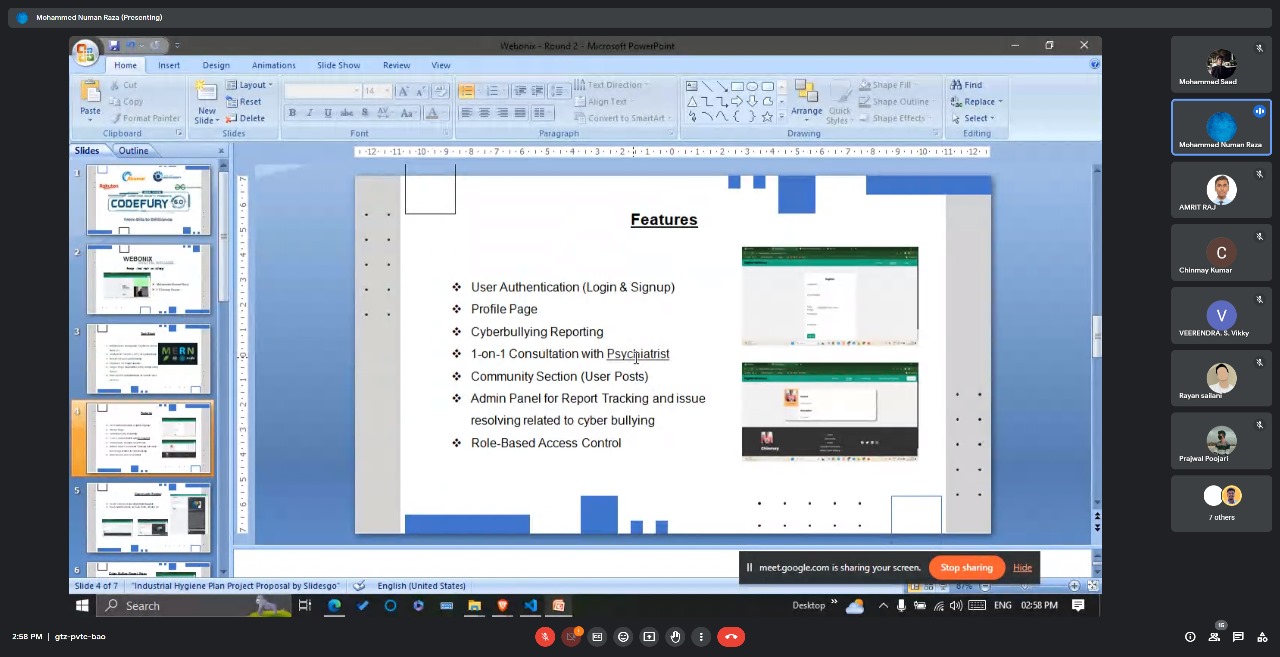 Mohammed Numan Raza (Presenting)
Webonix - Round 2 - Microsoft PowerPoint
Home Insert Design Animations Slide Show Review View
Paste
Cut
Copy
Format Painter
Clipboard
New
Slide
Layout
Reset
Delete
Slides
14
B I U abc S AV Aa A
Font
Text Direction
Align Text
Convert to SmartArt
Paragraph
Arrange
Quick
Styles
Shape Fill
Shape Outline
Shape Effects
Drawing
Find
Replace
Select
Editing
Slides Outline
1
CODEFURY 6.0
2
WEBONIX
3
MERN
4
5
6
Features
❖ User Authentication (Login & Signup)
❖ Profile Page
❖ Cyberbullying Reporting
❖ 1-on-1 Consultation with Psychiatrist
❖ Community Section (User Posts)
❖ Admin Panel for Report Tracking and issue
resolving related to cyber bullying
❖ Role-Based Access Control
meet.google.com is sharing your screen. Stop sharing Hide
Slide 4 of 7 "Industrial Hygiene Plan Project Proposal by Slidesgo" English (United States) 87%
Search
Desktop » ENG 02:58 PM
Mohammed Saad
Mohammed Numan Raza
AMRIT RAJ
C
Chinmay Kumar
V
VEERENDRA. S. Vikky
Rayan sailani
Prajwal Poojari
7 others
2:58 PM | gtz-pvtc-bao
15